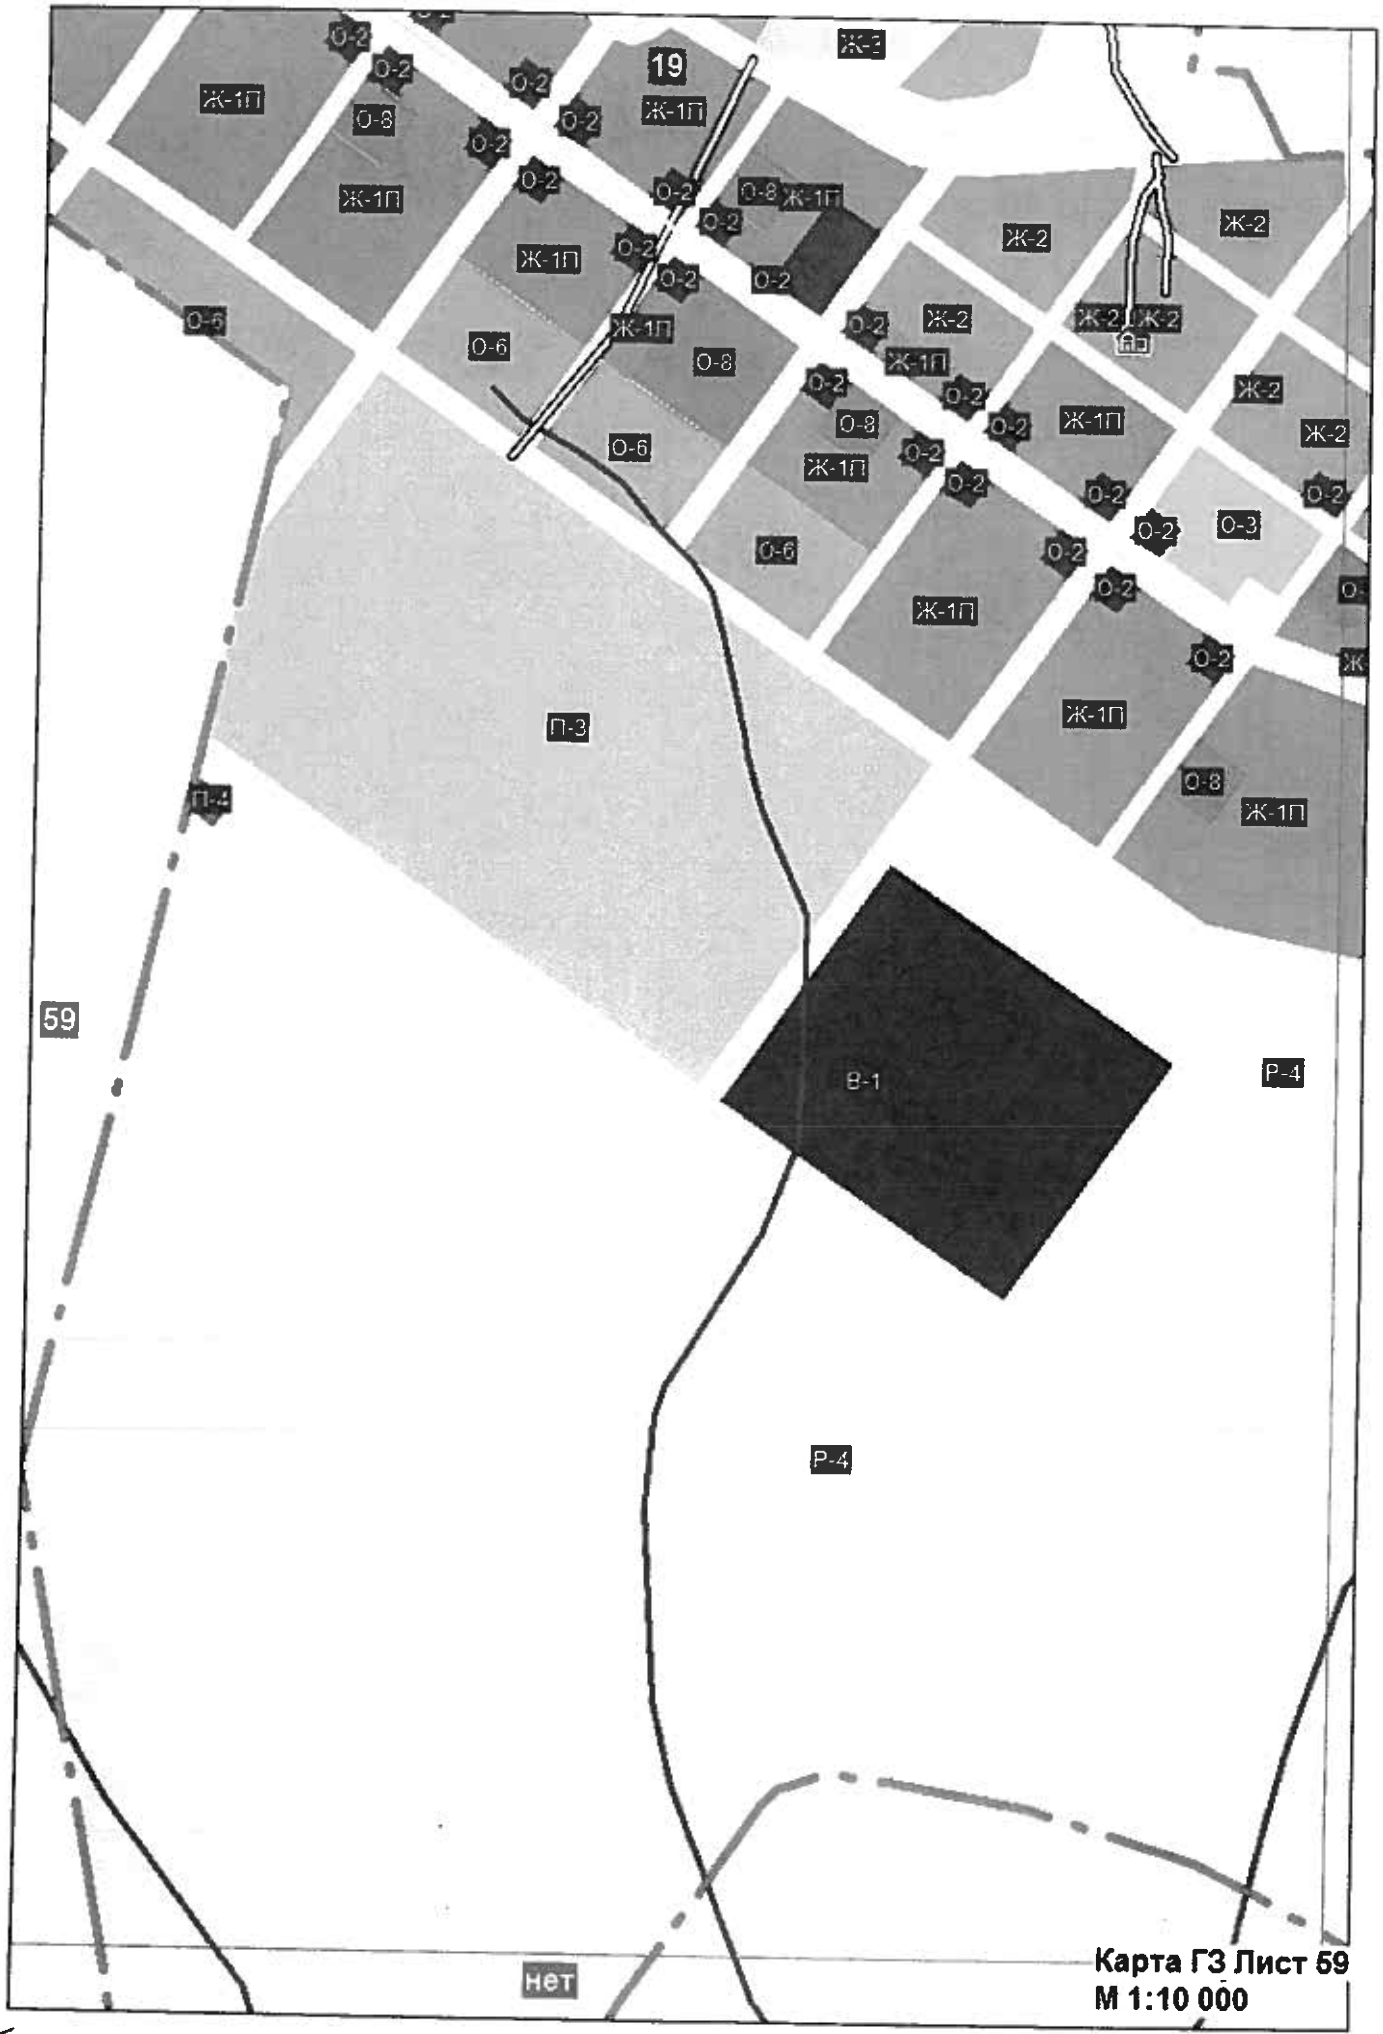 О-2
Ж-3
О-2
19
О-2
О-2
Ж-1П
Ж-1П
О-8
О-2
О-2
О-2
О-2
О-8
Ж-1П
Ж-1П
О-2
Ж-2
Ж-2
О-2
Ж-1П
О-2
О-2
О-6
Ж-1П
О-2
Ж-2
Ж-2
Ж-2
О-6
О-8
Ж-1П
О-2
О-2
Ж-2
О-8
О-2
Ж-1П
Ж-2
О-6
Ж-1П
О-2
О-2
О-2
О-2
О-3
О-2
О-6
О-2
О-2
Ж-1П
Ж
О-2
П-3
Ж-1П
О-8
П-4
Ж-1П
59
В-1
Р-4
Р-4
Карта ГЗ Лист 59
нет
М 1:10 000